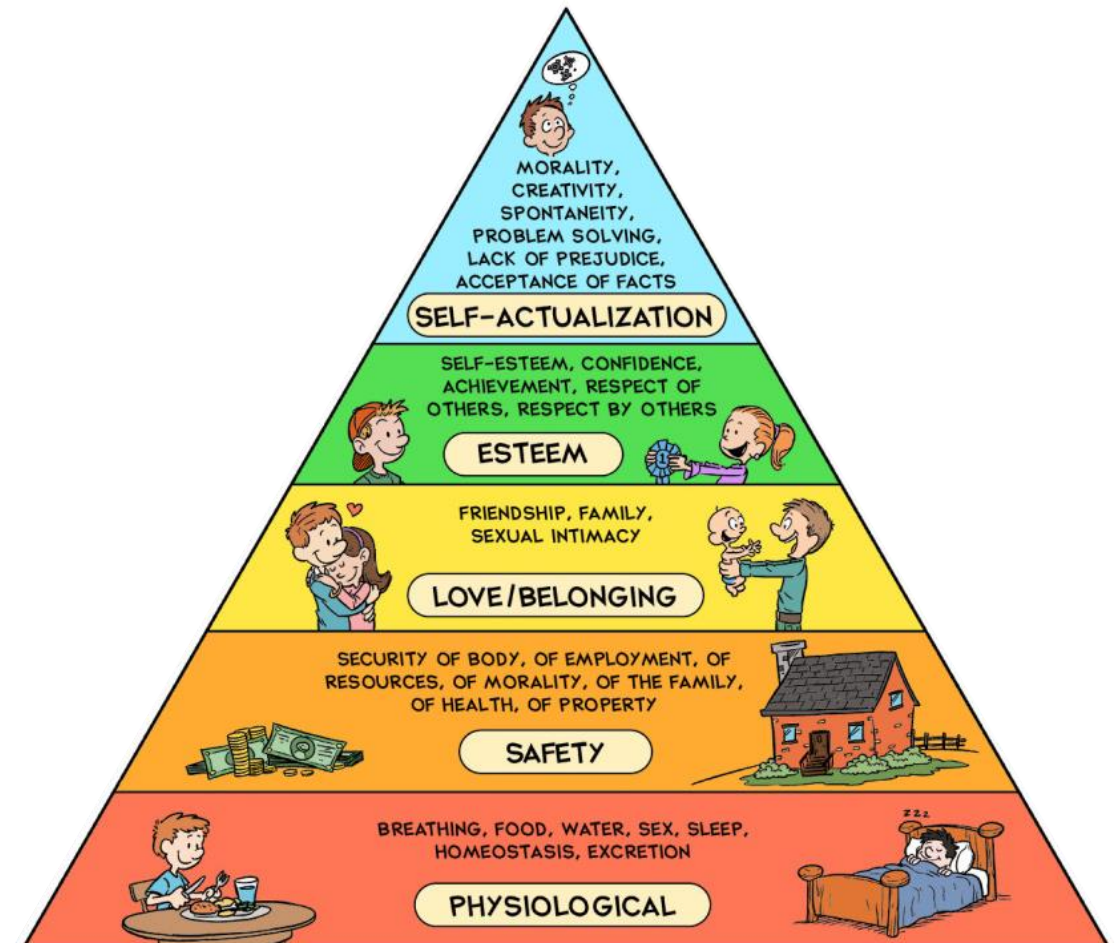 MORALITY,
CREATIVITY,
SPONTANEITY,
PROBLEM SOLVING,
LACK OF PREJUDICE,
ACCEPTANCE OF FACTS
SELF-ACTUALIZATION
SELF-ESTEEM, CONFIDENCE,
ACHIEVEMENT, RESPECT OF
OTHERS, RESPECT BY OTHERS
ESTEEM
1
FRIENDSHIP, FAMILY,
SEXUAL INTIMACY
LOVE/BELONGING
SECURITY OF BODY, OF EMPLOYMENT, OF
RESOURCES, OF MORALITY, OF THE FAMILY,
OF HEALTH, OF PROPERTY
SAFETY
ZZZ
BREATHING, FOOD, WATER, SEX, SLEEP,
HOMEOSTASIS, EXCRETION
PHYSIOLOGICAL